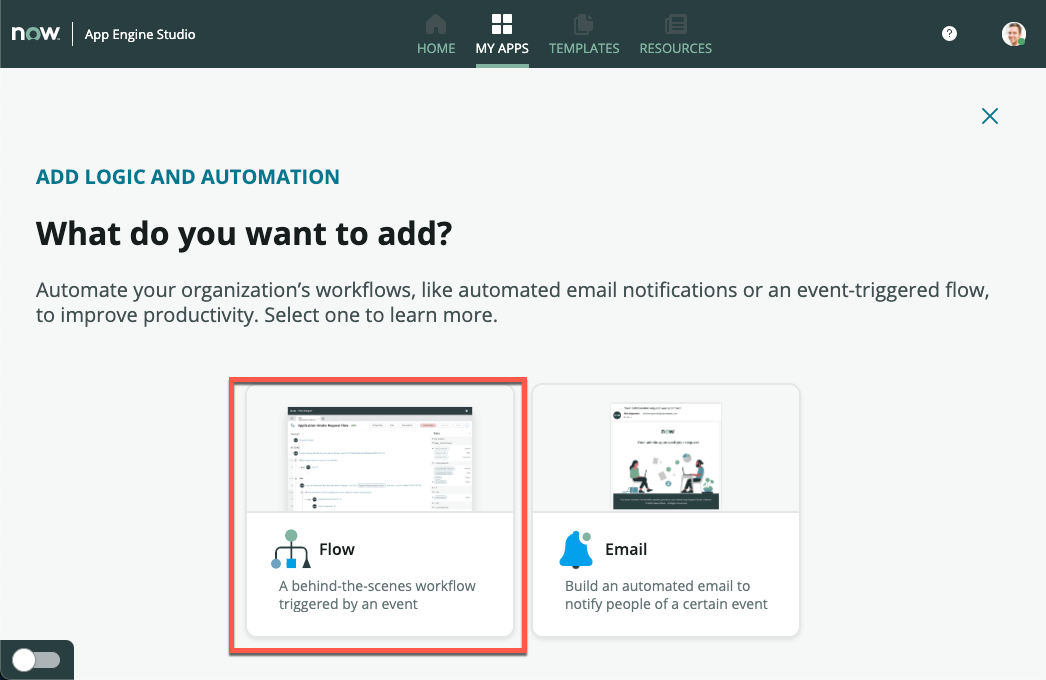 now.
App Engine Studio
HOME
MY APPS
TEMPLATES
RESOURCES
?
ADD LOGIC AND AUTOMATION
What do you want to add?
Automate your organization's workflows, like automated email notifications or an event-triggered flow,
to improve productivity. Select one to learn more.
now
Flow
A behind-the-scenes workflow
triggered by an event
Email
Build an automated email to
notify people of a certain event